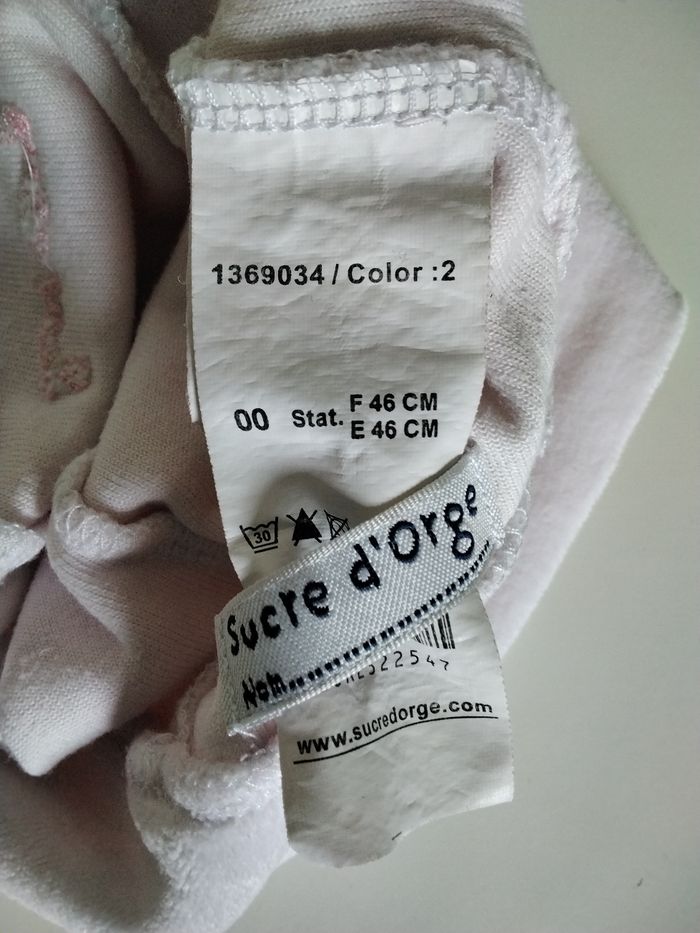 1369034 / Color :2
00 Stat. F 46 CM
E 46 CM
30
Sucre d'Orge
Nom..................
www.sucredorge.com